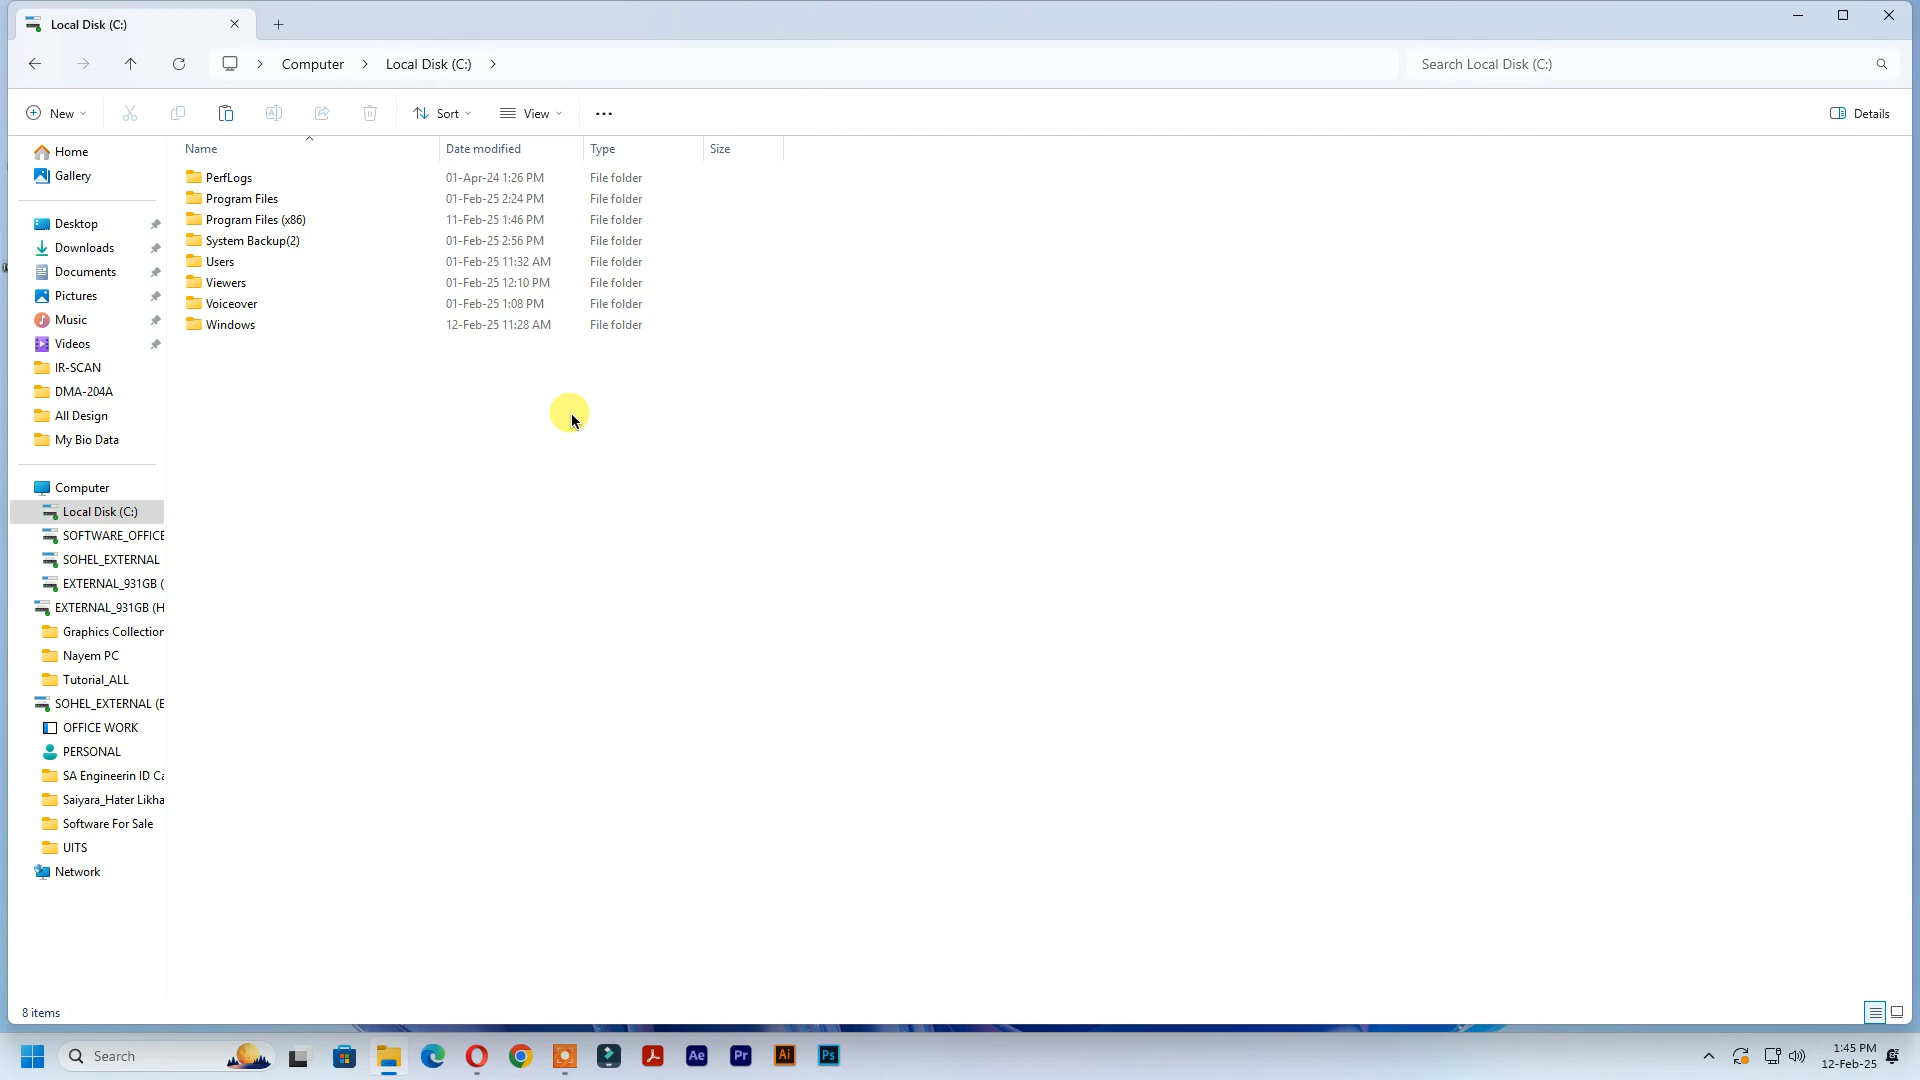 Local Disk (C:)
Computer
Local Disk (C:)
Search Local Disk (C:)
New
Sort
View
Details
Name
Date modified
Type
Size
PerfLogs 01-Apr-24 1:26 PM File folder
Program Files 01-Feb-25 2:24 PM File folder
Program Files (x86) 11-Feb-25 1:46 PM File folder
System Backup(2) 01-Feb-25 2:56 PM File folder
Users 01-Feb-25 11:32 AM File folder
Viewers 01-Feb-25 12:10 PM File folder
Voiceover 01-Feb-25 1:08 PM File folder
Windows 12-Feb-25 11:28 AM File folder
Home
Gallery
Desktop
Downloads
Documents
Pictures
Music
Videos
IR-SCAN
DMA-204A
All Design
My Bio Data
Computer
Local Disk (C:)
SOFTWARE_OFFICE
SOHEL_EXTERNAL
EXTERNAL_931GB (
EXTERNAL_931GB (H
Graphics Collection
Nayem PC
Tutorial_ALL
SOHEL_EXTERNAL (E
OFFICE WORK
PERSONAL
SA Engineerin ID Ca
Saiyara_Hater Likha
Software For Sale
UITS
Network
8 items
Search
Ae
Pr
Ai
Ps
1:45 PM
12-Feb-25